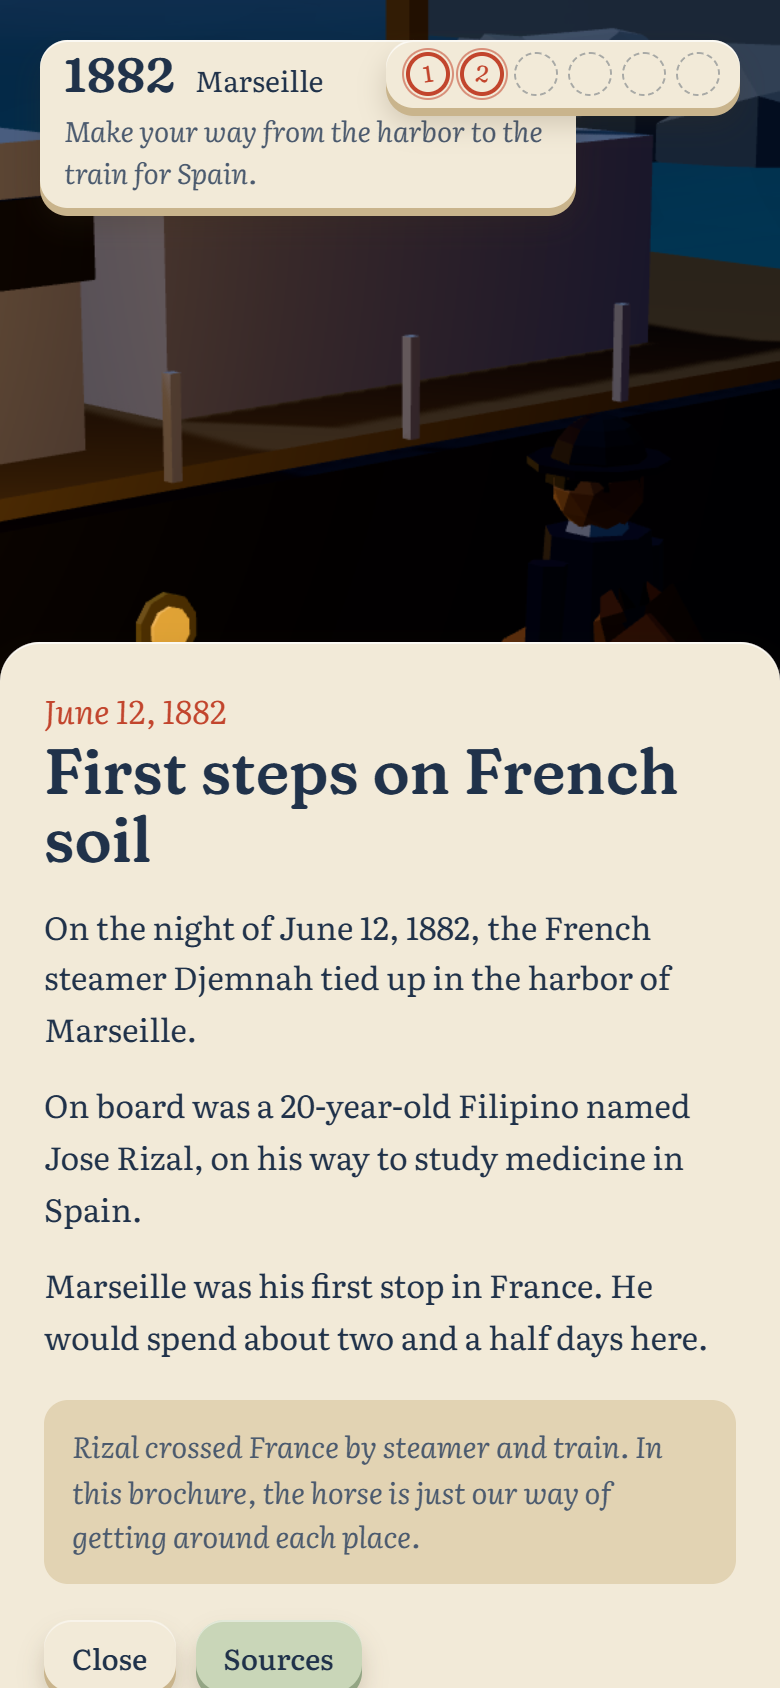 1882 Marseille
1 2
Make your way from the harbor to the
train for Spain.
June 12, 1882
First steps on French
soil
On the night of June 12, 1882, the French
steamer Djemnah tied up in the harbor of
Marseille.
On board was a 20-year-old Filipino named
Jose Rizal, on his way to study medicine in
Spain.
Marseille was his first stop in France. He
would spend about two and a half days here.
Rizal crossed France by steamer and train. In
this brochure, the horse is just our way of
getting around each place.
Close Sources